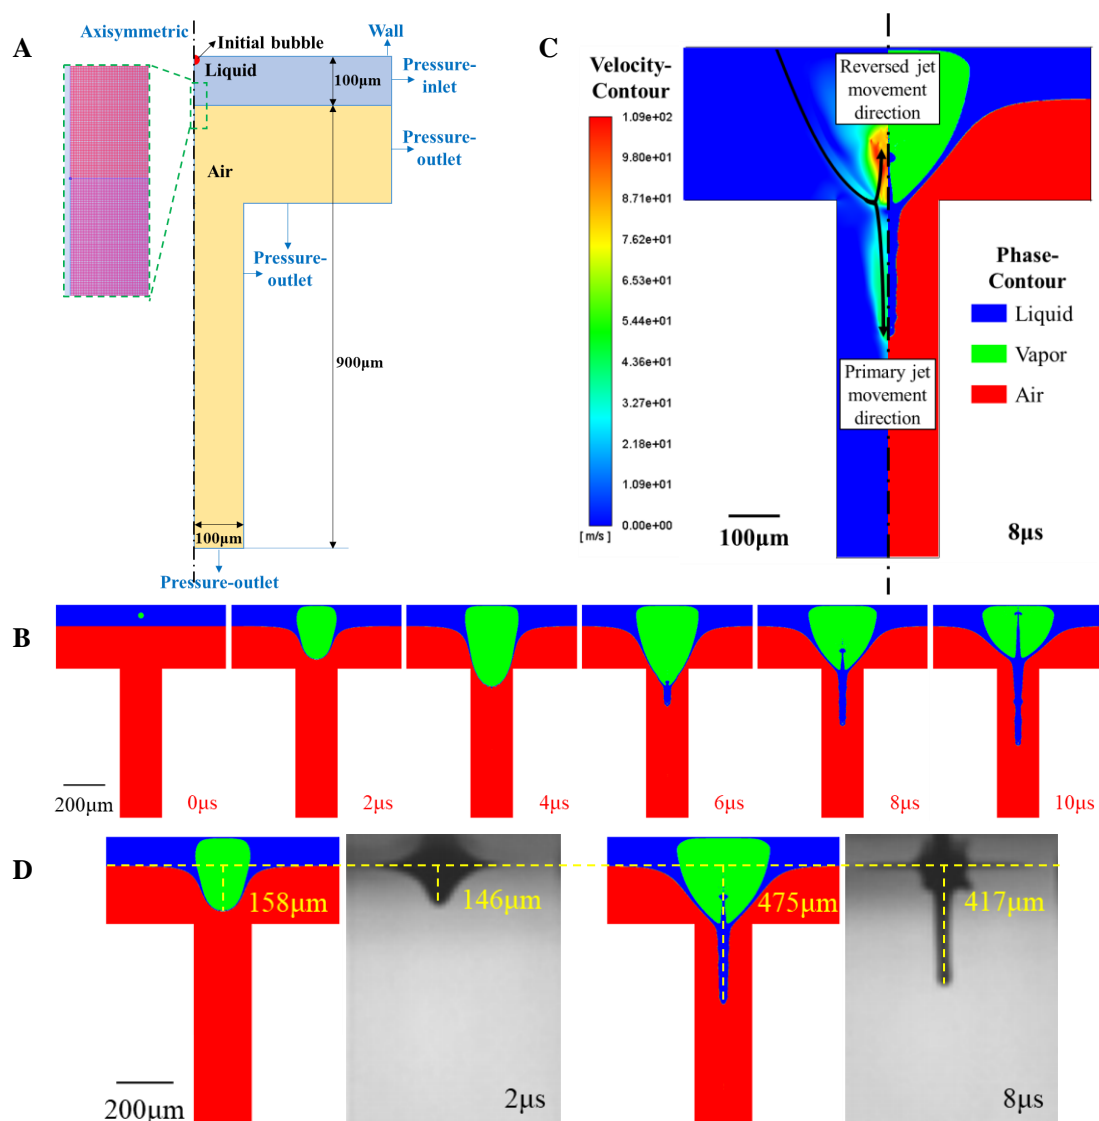 A
Axisymmetric
Initial bubble
Wall
Liquid
100μm
Pressure-
inlet
Pressure-
outlet
Air
Pressure-
outlet
900μm
100μm
Pressure-outlet
C
Velocity-
Contour
1.09e+02
9.80e+01
8.71e+01
7.62e+01
6.53e+01
5.44e+01
4.36e+01
3.27e+01
2.18e+01
1.09e+01
0.00e+00
[ m/s ]
Reversed jet
movement
direction
Primary jet
movement
direction
Phase-
Contour
Liquid
Vapor
Air
100μm
8μs
B
200μm
0μs
2μs
4μs
6μs
8μs
10μs
D
158μm
146μm
475μm
417μm
200μm
2μs
8μs